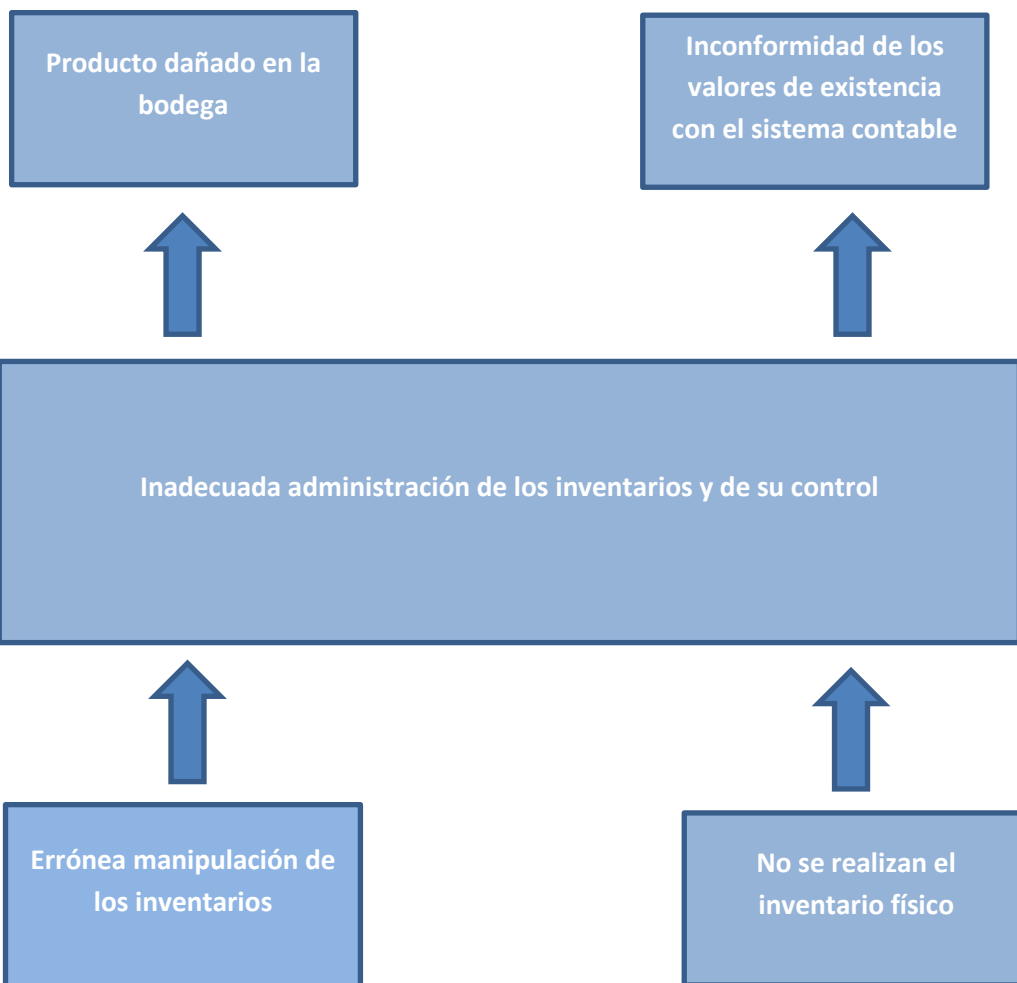 Producto dañado en la
bodega
Inconformidad de los
valores de existencia
con el sistema contable
Inadecuada administración de los inventarios y de su control
Errónea manipulación de
los inventarios
No se realizan el
inventario físico